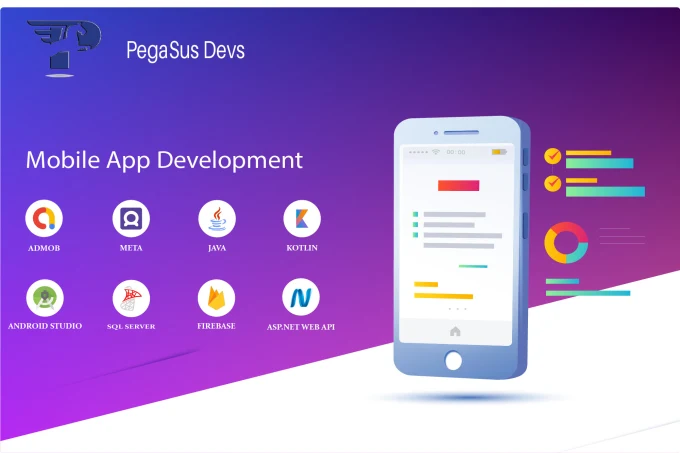 PegaSus Devs
Mobile App Development
ADMOB
META
JAVA
KOTLIN
ANDROID STUDIO
SQL SERVER
FIREBASE
ASP.NET WEB API